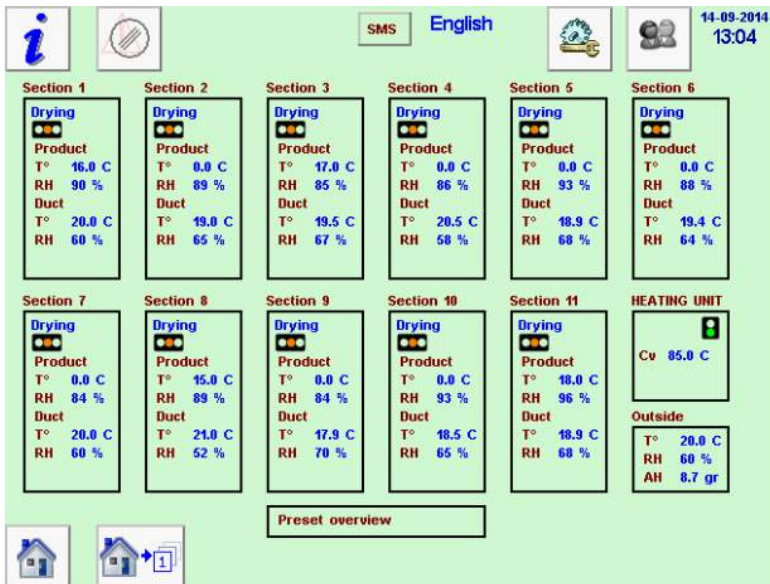 i
SMS
English
14-09-2014
13:04
Section 1
Drying
Product
T° 16.0 C
RH 90 %
Duct
T° 20.0 C
RH 60 %
Section 2
Drying
Product
T° 0.0 C
RH 89 %
Duct
T° 19.0 C
RH 65 %
Section 3
Drying
Product
T° 17.0 C
RH 85 %
Duct
T° 19.5 C
RH 67 %
Section 4
Drying
Product
T° 0.0 C
RH 86 %
Duct
T° 20.5 C
RH 58 %
Section 5
Drying
Product
T° 0.0 C
RH 93 %
Duct
T° 18.9 C
RH 68 %
Section 6
Drying
Product
T° 0.0 C
RH 88 %
Duct
T° 19.4 C
RH 64 %
Section 7
Drying
Product
T° 0.0 C
RH 84 %
Duct
T° 20.0 C
RH 60 %
Section 8
Drying
Product
T° 15.0 C
RH 89 %
Duct
T° 21.0 C
RH 52 %
Section 9
Drying
Product
T° 0.0 C
RH 84 %
Duct
T° 17.9 C
RH 70 %
Section 10
Drying
Product
T° 0.0 C
RH 93 %
Duct
T° 18.5 C
RH 65 %
Section 11
Drying
Product
T° 18.0 C
RH 96 %
Duct
T° 18.9 C
RH 68 %
HEATING UNIT
Cv 85.0 C
Outside
T° 20.0 C
RH 60 %
AH 8.7 gr
Preset overview
1